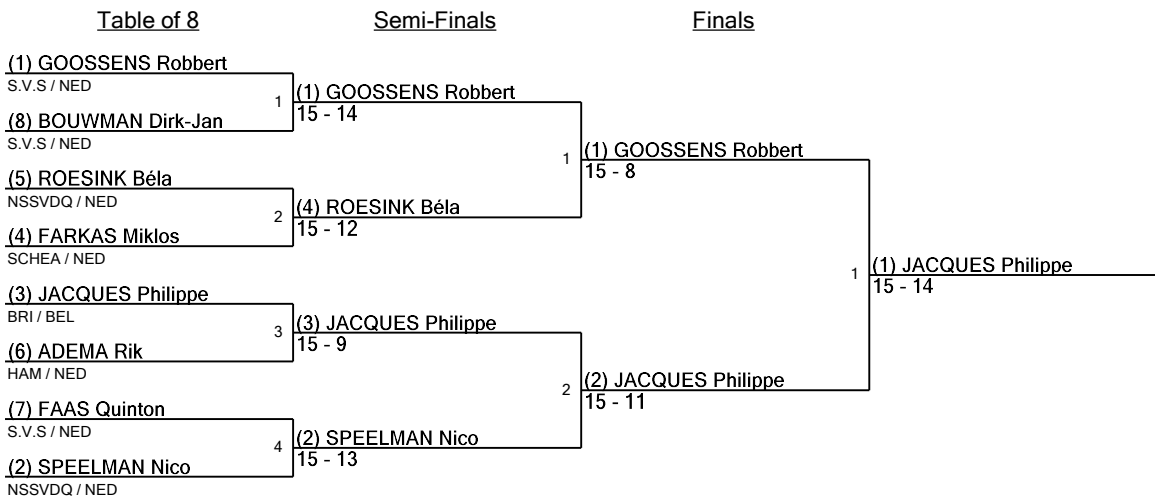 Table of 8
Semi-Finals
Finals
(1) GOOSSENS Robbert
S.V.S / NED
1
(1) GOOSSENS Robbert
15 - 14
(8) BOUWMAN Dirk-Jan
S.V.S / NED
1
(1) GOOSSENS Robbert
15 - 8
(5) ROESINK Béla
NSSVDQ / NED
2
(4) ROESINK Béla
15 - 12
(4) FARKAS Miklos
SCHEA / NED
1
(1) JACQUES Philippe
15 - 14
(3) JACQUES Philippe
BRI / BEL
3
(3) JACQUES Philippe
15 - 9
(6) ADEMA Rik
HAM / NED
2
(2) JACQUES Philippe
15 - 11
(7) FAAS Quinton
S.V.S / NED
4
(2) SPEELMAN Nico
15 - 13
(2) SPEELMAN Nico
NSSVDQ / NED